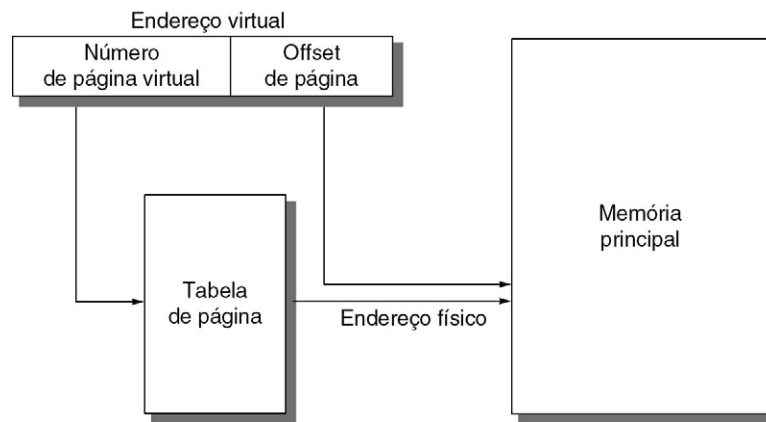 Endereço virtual
Número
de página virtual
Offset
de página
Memória
principal
Tabela
de página
Endereço físico